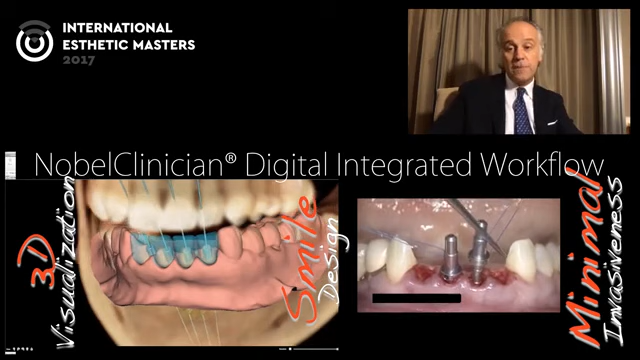 INTERNATIONAL
ESTHETIC MASTERS
2017
NobelClinician® Digital Integrated Workflow
3D
Visualization
Smile
Design
Minimal
Invasiveness